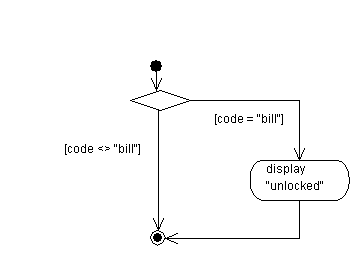 [code = "bill"]
[code <> "bill"]
display
"unlocked"